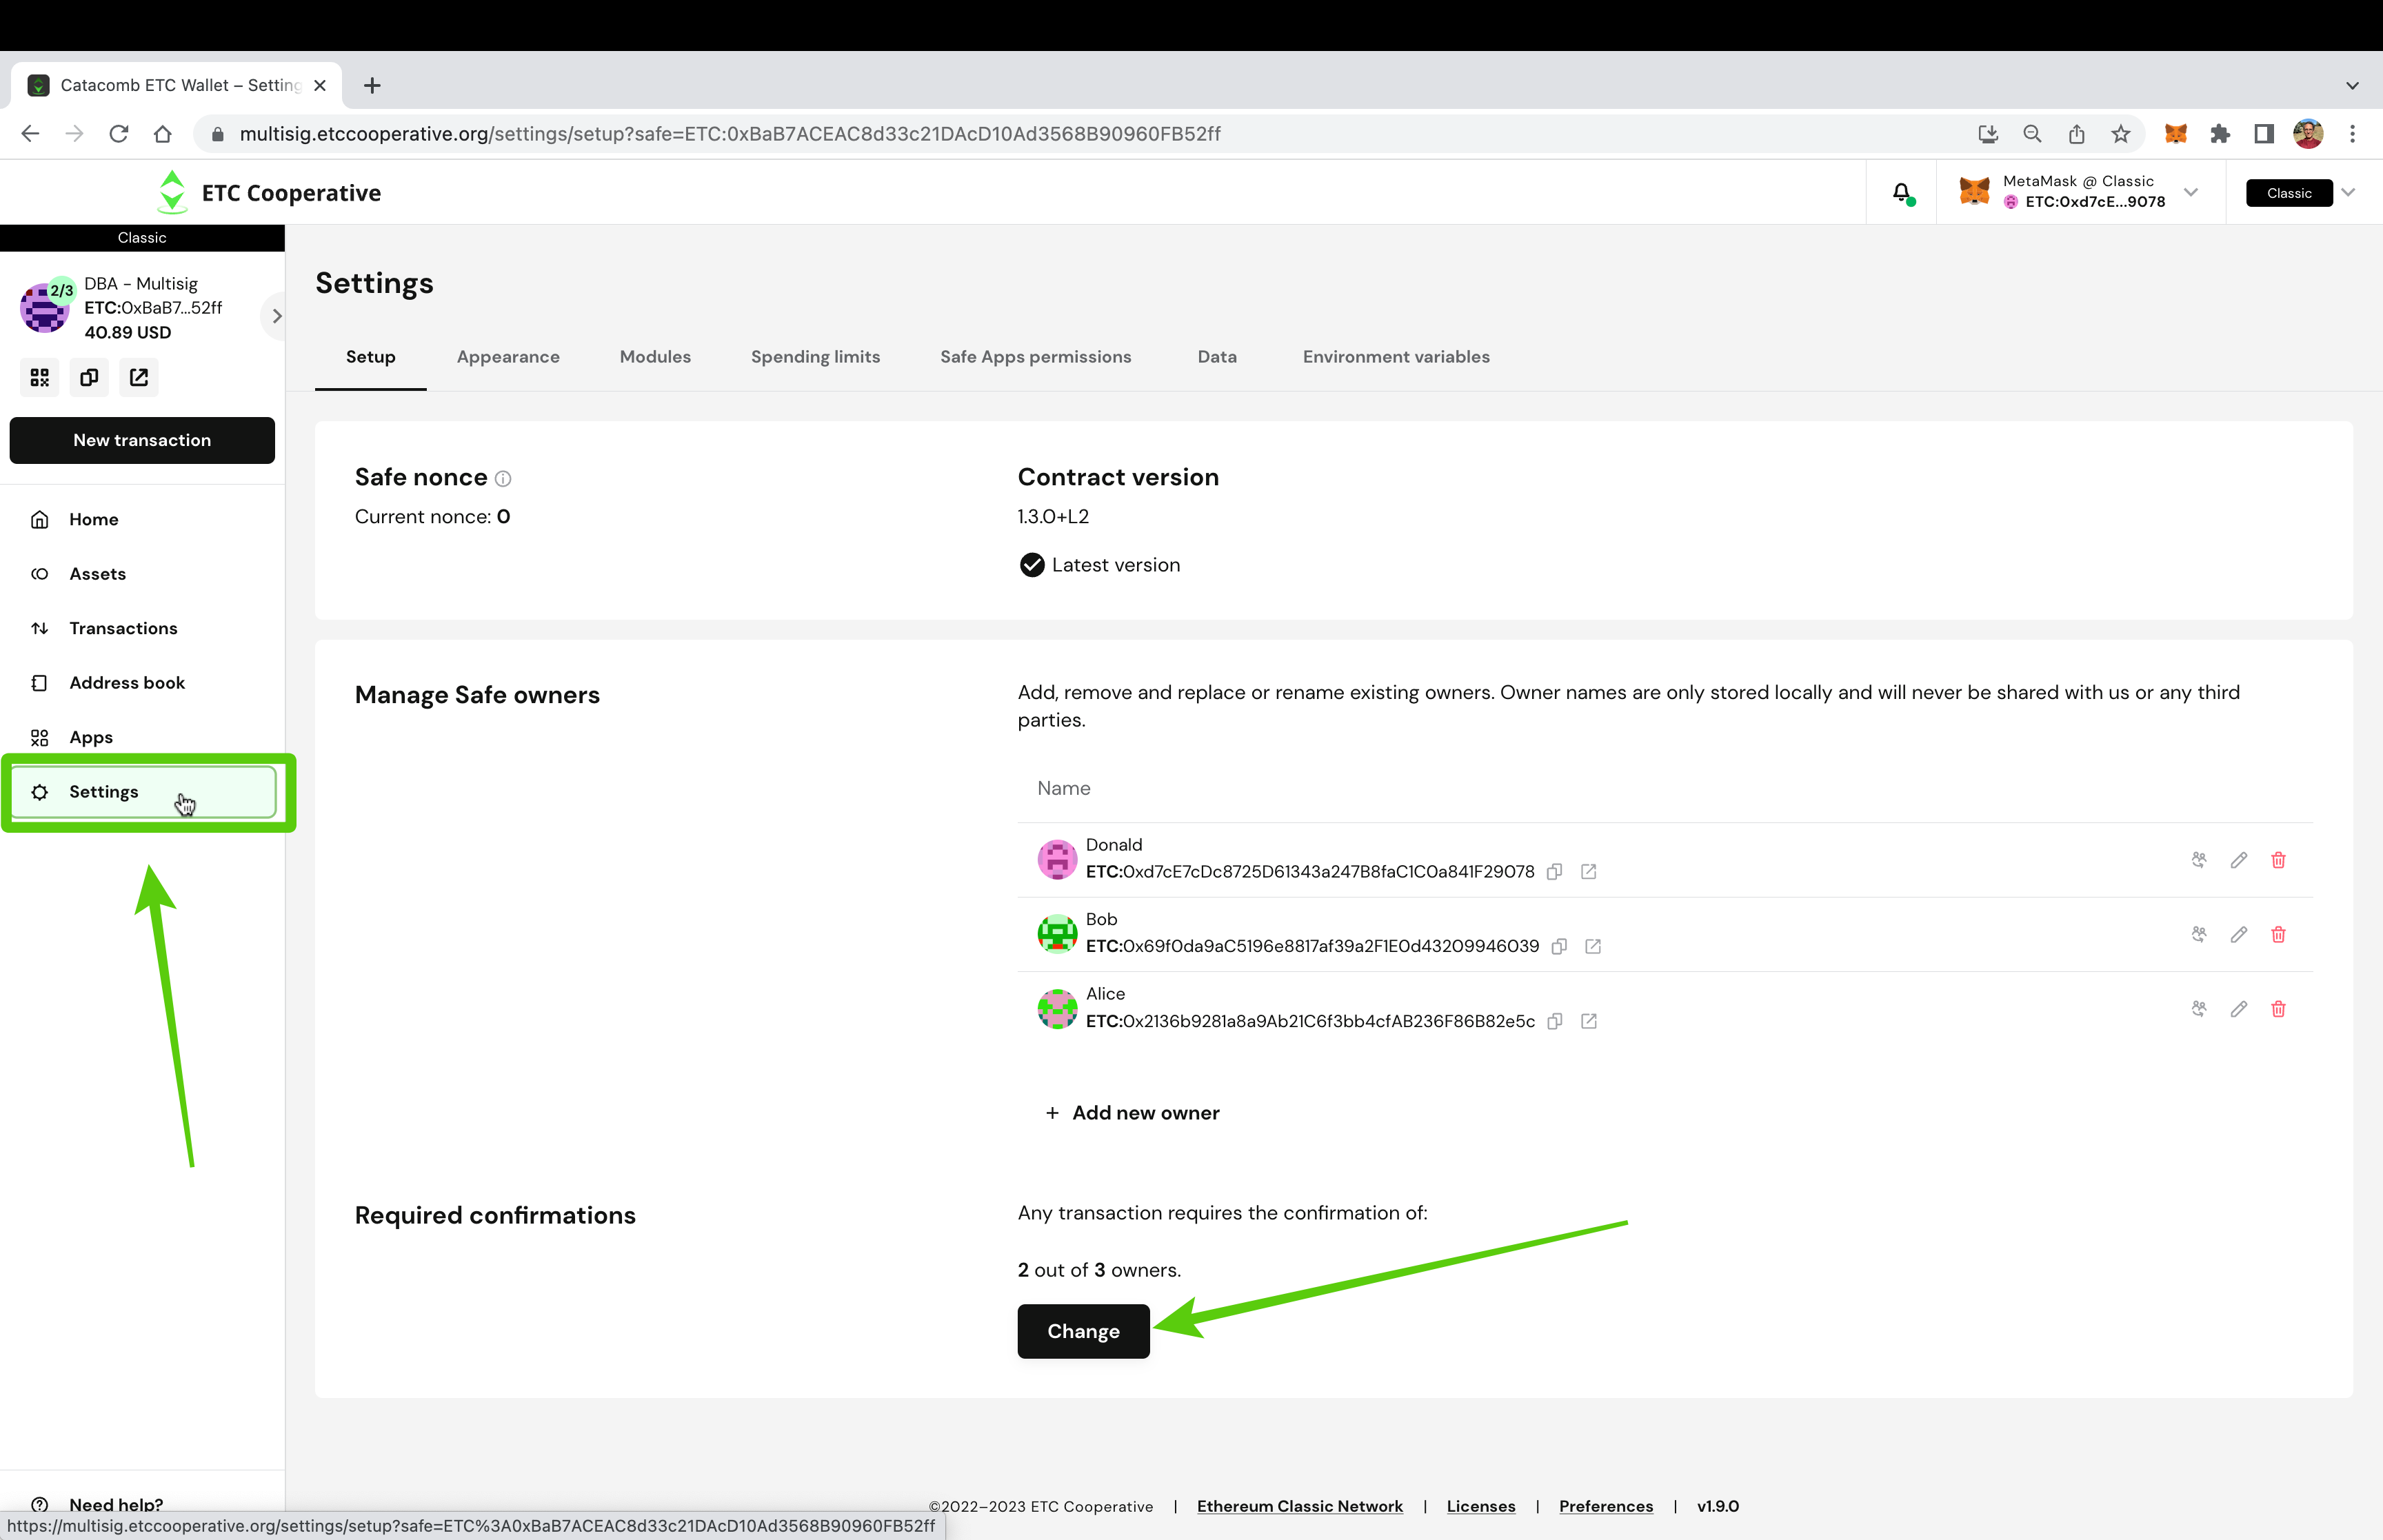 Catacomb ETC Wallet – Setting
multisig.etccooperative.org/settings/setup?safe=ETC:0xBaB7ACEAC8d33c21DAcD10Ad3568B90960FB52ff
ETC Cooperative
MetaMask @ Classic
ETC:0xd7cE...9078
Classic
Classic
2/3
DBA - Multisig
ETC:0xBaB7...52ff
40.89 USD
New transaction
Home
Assets
Transactions
Address book
Apps
Settings
Need help?
Settings
Setup
Appearance
Modules
Spending limits
Safe Apps permissions
Data
Environment variables
Safe nonce
Current nonce: 0
Contract version
1.3.0+L2
Latest version
Manage Safe owners
Add, remove and replace or rename existing owners. Owner names are only stored locally and will never be shared with us or any third
parties.
Name
Donald
ETC:0xd7cE7cDc8725D61343a247B8faC1C0a841F29078
Bob
ETC:0x69f0da9aC5196e8817af39a2F1E0d43209946039
Alice
ETC:0x2136b9281a8a9Ab21C6f3bb4cfAB236F86B82e5c
+ Add new owner
Required confirmations
Any transaction requires the confirmation of:
2 out of 3 owners.
Change
©2022–2023 ETC Cooperative | Ethereum Classic Network | Licenses | Preferences | v1.9.0
https://multisig.etccooperative.org/settings/setup?safe=ETC%3A0xBaB7ACEAC8d33c21DAcD10Ad3568B90960FB52ff